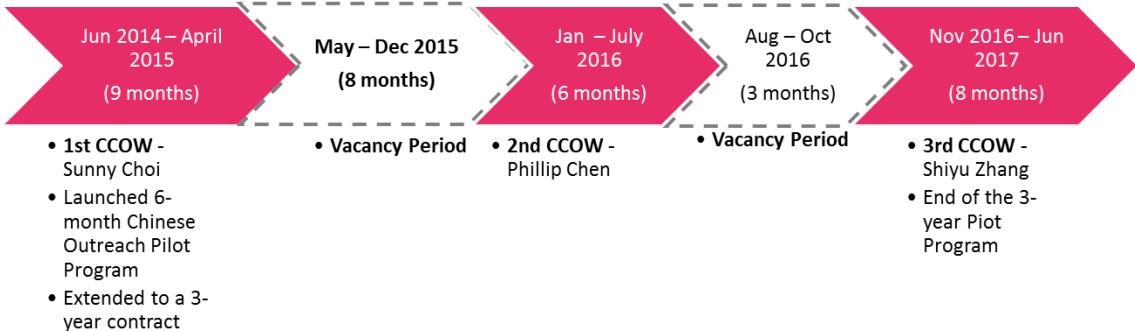 Jun 2014 – April
2015
(9 months)
May – Dec 2015
(8 months)
Jan – July
2016
(6 months)
Aug – Oct
2016
(3 months)
Nov 2016 – Jun
2017
(8 months)
• 1st CCOW -
Sunny Choi
• Launched 6-
month Chinese
Outreach Pilot
Program
• Extended to a 3-
year contract
• Vacancy Period
• 2nd CCOW -
Phillip Chen
• Vacancy Period
• 3rd CCOW -
Shiyu Zhang
• End of the 3-
year Piot
Program